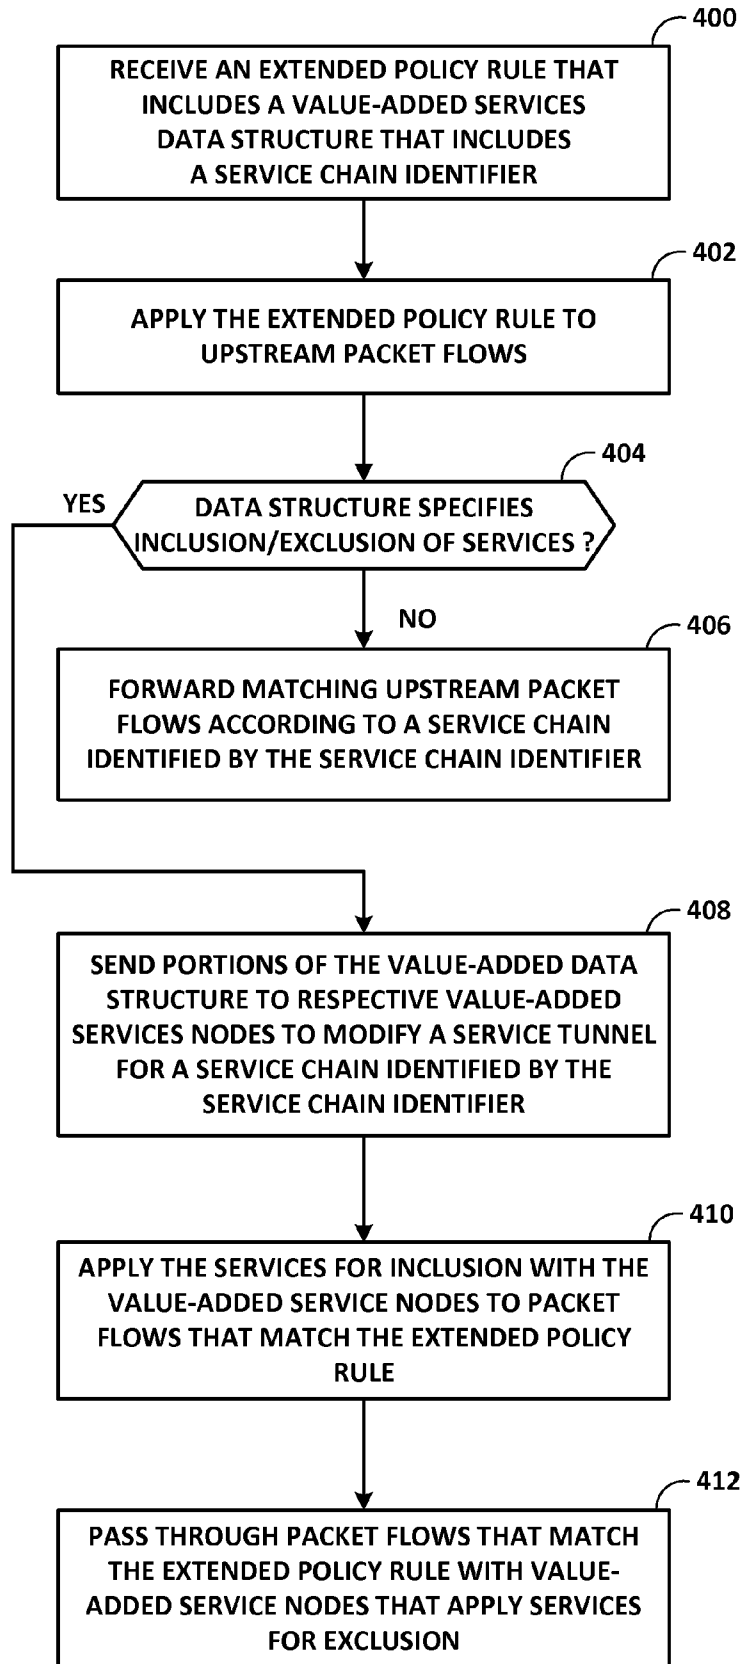 400
RECEIVE AN EXTENDED POLICY RULE THAT
INCLUDES A VALUE-ADDED SERVICES
DATA STRUCTURE THAT INCLUDES
A SERVICE CHAIN IDENTIFIER
402
APPLY THE EXTENDED POLICY RULE TO
UPSTREAM PACKET FLOWS
404
YES
DATA STRUCTURE SPECIFIES
INCLUSION/EXCLUSION OF SERVICES ?
NO
406
FORWARD MATCHING UPSTREAM PACKET
FLOWS ACCORDING TO A SERVICE CHAIN
IDENTIFIED BY THE SERVICE CHAIN IDENTIFIER
408
SEND PORTIONS OF THE VALUE-ADDED DATA
STRUCTURE TO RESPECTIVE VALUE-ADDED
SERVICES NODES TO MODIFY A SERVICE TUNNEL
FOR A SERVICE CHAIN IDENTIFIED BY THE
SERVICE CHAIN IDENTIFIER
410
APPLY THE SERVICES FOR INCLUSION WITH THE
VALUE-ADDED SERVICE NODES TO PACKET
FLOWS THAT MATCH THE EXTENDED POLICY
RULE
412
PASS THROUGH PACKET FLOWS THAT MATCH
THE EXTENDED POLICY RULE WITH VALUE-
ADDED SERVICE NODES THAT APPLY SERVICES
FOR EXCLUSION